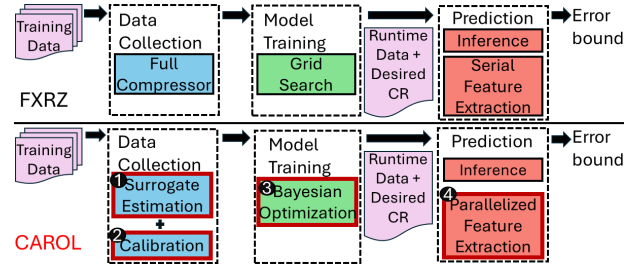 Training
Data
FXRZ
Data
Collection
Full
Compressor
Model
Training
Grid
Search
Runtime
Data +
Desired
CR
Prediction
Inference
Serial
Feature
Extraction
Error
bound
Training
Data
CAROL
Data
Collection
1 Surrogate
Estimation
+
2 Calibration
Model
Training
3 Bayesian
Optimization
Runtime
Data +
Desired
CR
Prediction
Inference
4 Parallelized
Feature
Extraction
Error
bound